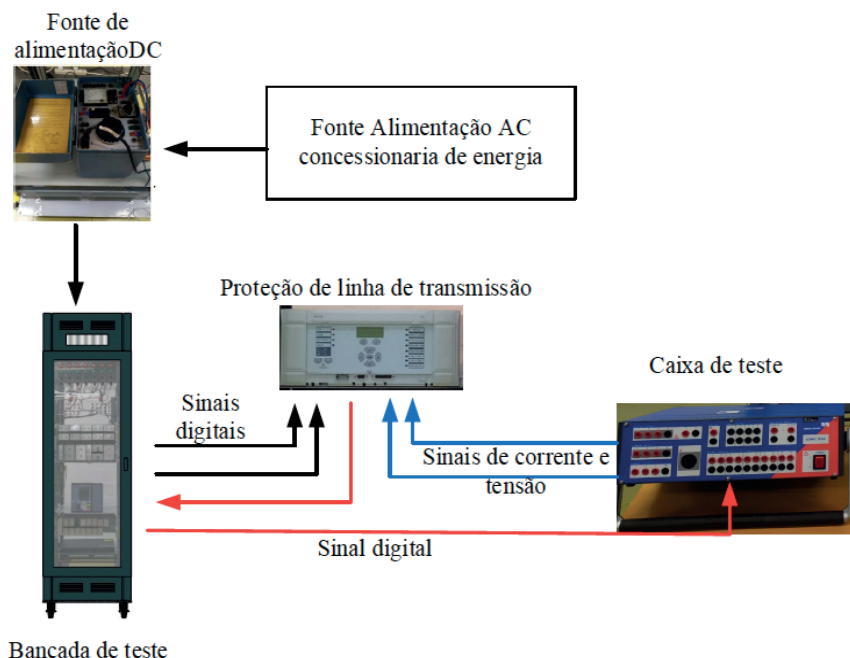 Fonte de
alimentaçãoDC
Fonte Alimentação AC
concessionaria de energia
Proteção de linha de transmissão
Caixa de teste
Sinais
digitais
Sinais de corrente e
tensão
Sinal digital
Bancada de teste